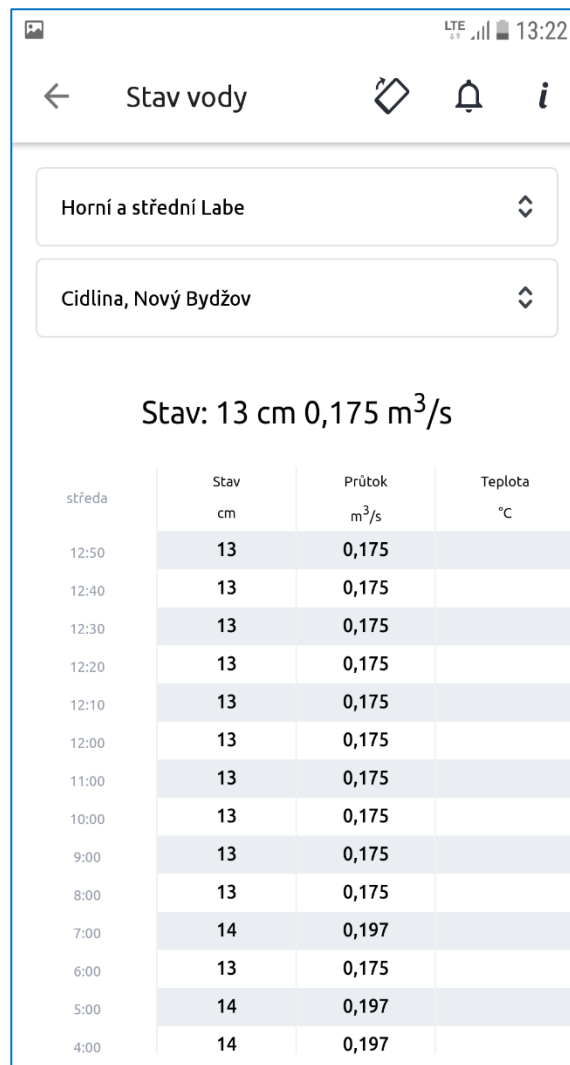 LTE 13:22
Stav vody i
Horní a střední Labe
Cidlina, Nový Bydžov
Stav: 13 cm 0,175 m³/s
středa Stav Průtok Teplota
cm m³/s °C
12:50 13 0,175
12:40 13 0,175
12:30 13 0,175
12:20 13 0,175
12:10 13 0,175
12:00 13 0,175
11:00 13 0,175
10:00 13 0,175
9:00 13 0,175
8:00 13 0,175
7:00 14 0,197
6:00 13 0,175
5:00 14 0,197
4:00 14 0,197